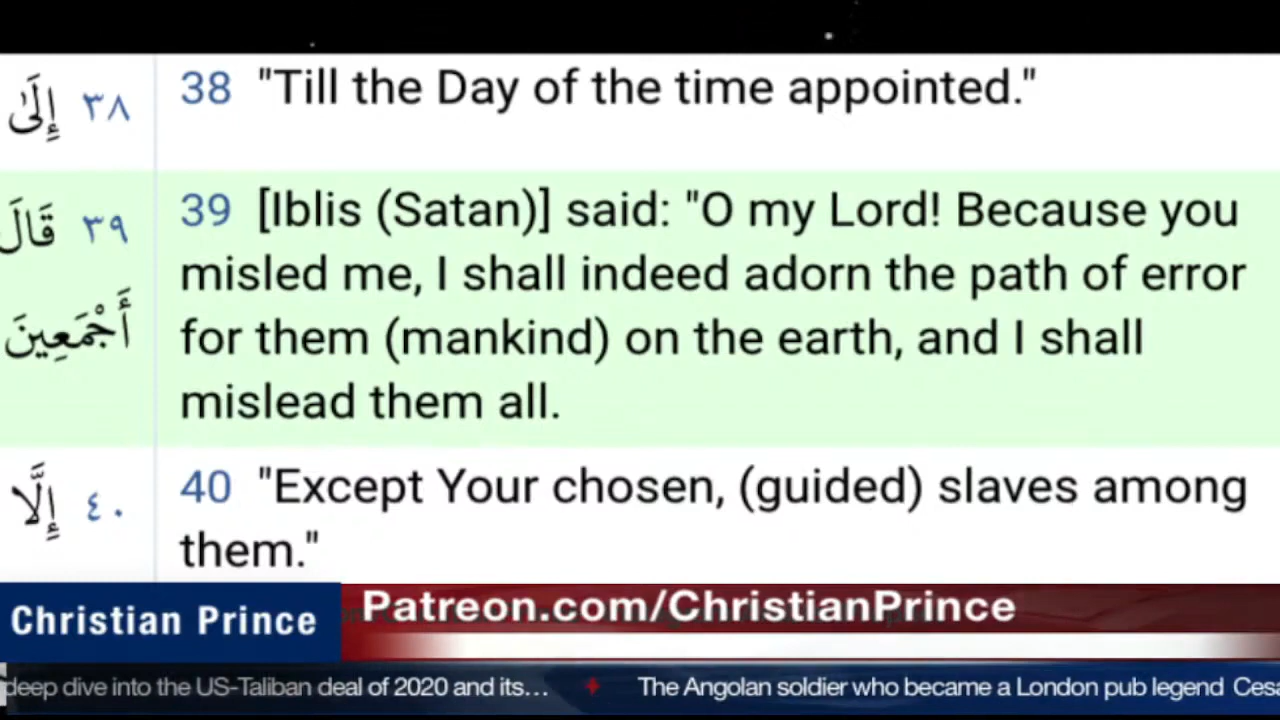 إِلَىٰ ٣٨ 38 "Till the Day of the time appointed."
قَالَ ٣٩ 39 [Iblis (Satan)] said: "O my Lord! Because you
misled me, I shall indeed adorn the path of error
أَجْمَعِينَ for them (mankind) on the earth, and I shall
mislead them all.
إِلَّا ٤٠ 40 "Except Your chosen, (guided) slaves among
them."
Christian Prince Patreon.com/ChristianPrince
deep dive into the US-Taliban deal of 2020 and its... The Angolan soldier who became a London pub legend